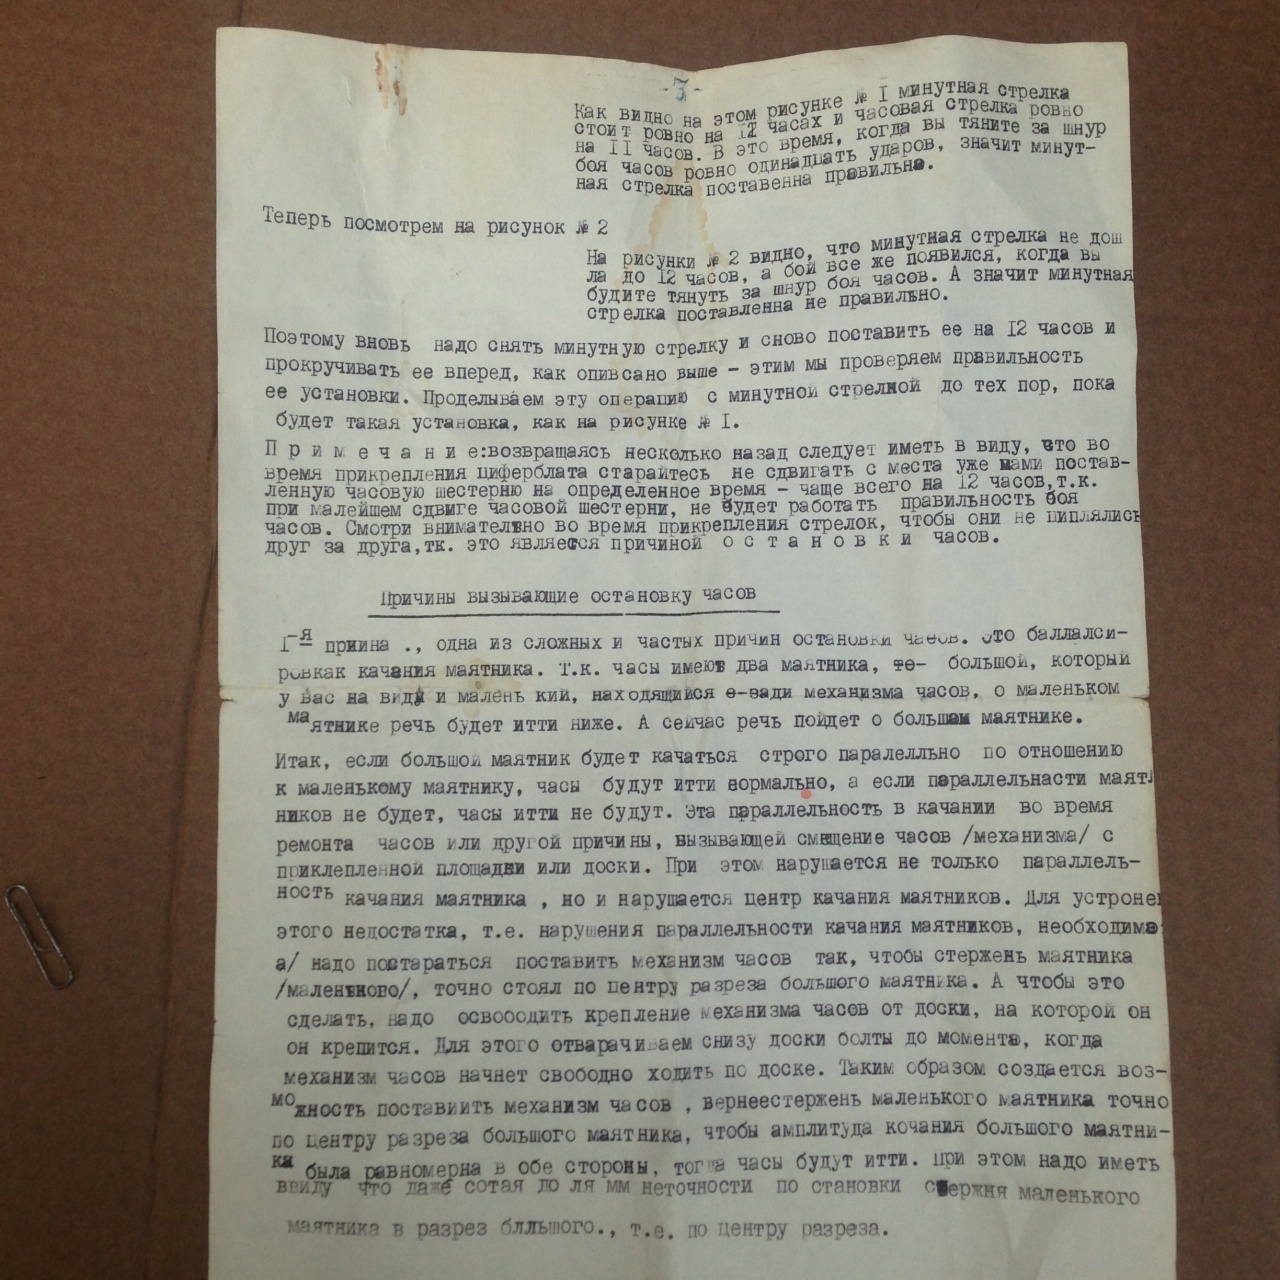 - 3 -
Как видно на этом рисунке № I минутная стрелка
стоит ровно на 12 часах и часовая стрелка ровно
на II часов. В это время, когда вы тяните за шнур
боя часов ровно одинадцать ударов, значит минут-
ная стрелка поставенна правильна.
Теперь посмотрем на рисунок № 2
На рисунки № 2 видно, что минутная стрелка не дош
ла до 12 часов, а бой все же появился, когда вы
будите тянуть за шнур боя часов. А значит минутная
стрелка поставленна не правильно.
Поэтому вновь надо снять минутную стрелку и сново поставить ее на 12 часов и
прокручивать ее вперед, как опивсано выше - этим мы проверяем правильность
ее установки. Проделываем эту операцию с минутной стрелкой до тех пор, пока
будет такая установка, как на рисунке № I.
П р и м е ч а н и е:возвращаясь несколько назад следует иметь в виду, что во
время прикрепления циферблата старайтесь не сдвигать с места уже вами постав-
ленную часовую шестерню на определенное время - чаще всего на 12 часов,т.к.
при малейшем сдвиге часовой шестерни, не будет работать правильность боя
часов. Смотри внимательно во время прикрепления стрелок, чтобы они не циплялись
друг за друга,тк. это является причиной о с т а н о в к и часов.
Причины вызывающие остановку часов
I-я приина ., одна из сложных и частых причин остановки часов. Это баллалси-
ровкак качания маятника. Т.к. часы имеют два маятника, то- большой, который
у вас на виду и малень кий, находящийся с-зади механизма часов, о маленьком
маятнике речь будет итти ниже. А сейчас речь пойдет о большом маятнике.
Итак, если большой маятник будет качаться строго паралелльно по отношению
к маленькому маятнику, часы будут итти нормально, а если параллельнасти маят
ников не будет, часы итти не будут. Эта параллельность в качании во время
ремонта часов или другой причины, вызывающей смещение часов /механизма/ с
приклепленной площадки или доски. При этом нарушается не только параллель-
ность качания маятника , но и нарушается центр качания маятников. Для устроне
этого недостатка, т.е. нарушения параллельности качания маятников, необходима
а/ надо постараться поставить механизм часов так, чтобы стержень маятника
/маленького/, точно стоял по центру разреза большого маятника. А чтобы это
сделать, надо освооодить крепление механизма часов от доски, на которой он
он крепится. Для этого отварачиваем снизу доски болты до момента, когда
механизм часов начнет свободно ходить по доске. Таким образом создается воз-
можность поставиить механизм часов , вернеестержень маленького маятника точно
по центру разреза большого маятника, чтобы амплитуда кочания большого маятни-
ка была равномерна в обе стороны, тогда часы будут итти. При этом надо иметь
ввиду что даже сотая до ля мм неточности по становки стержня маленького
маятника в разрез блльшого., т.е. по центру разреза.